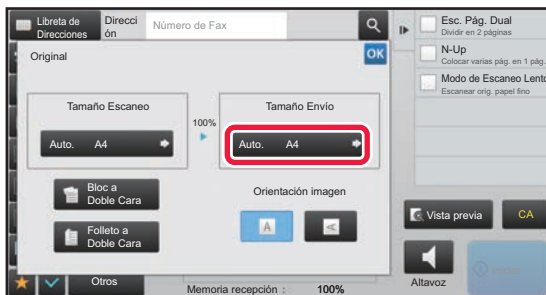 Libreta de
Direcciones
Direcci
ón
Número de Fax
Original
OK
Tamaño Escaneo
Tamaño Envío
100%
Auto. A4
Auto. A4
Bloc a
Doble Cara
Folleto a
Doble Cara
Orientación imagen
A
A
Otros
Memoria recepción : 100%
Esc. Pág. Dual
Dividir en 2 páginas
N-Up
Colocar varias pág. en 1 pág.
Modo de Escaneo Lento
Escanear orig. papel fino
Vista previa
CA
Altavoz